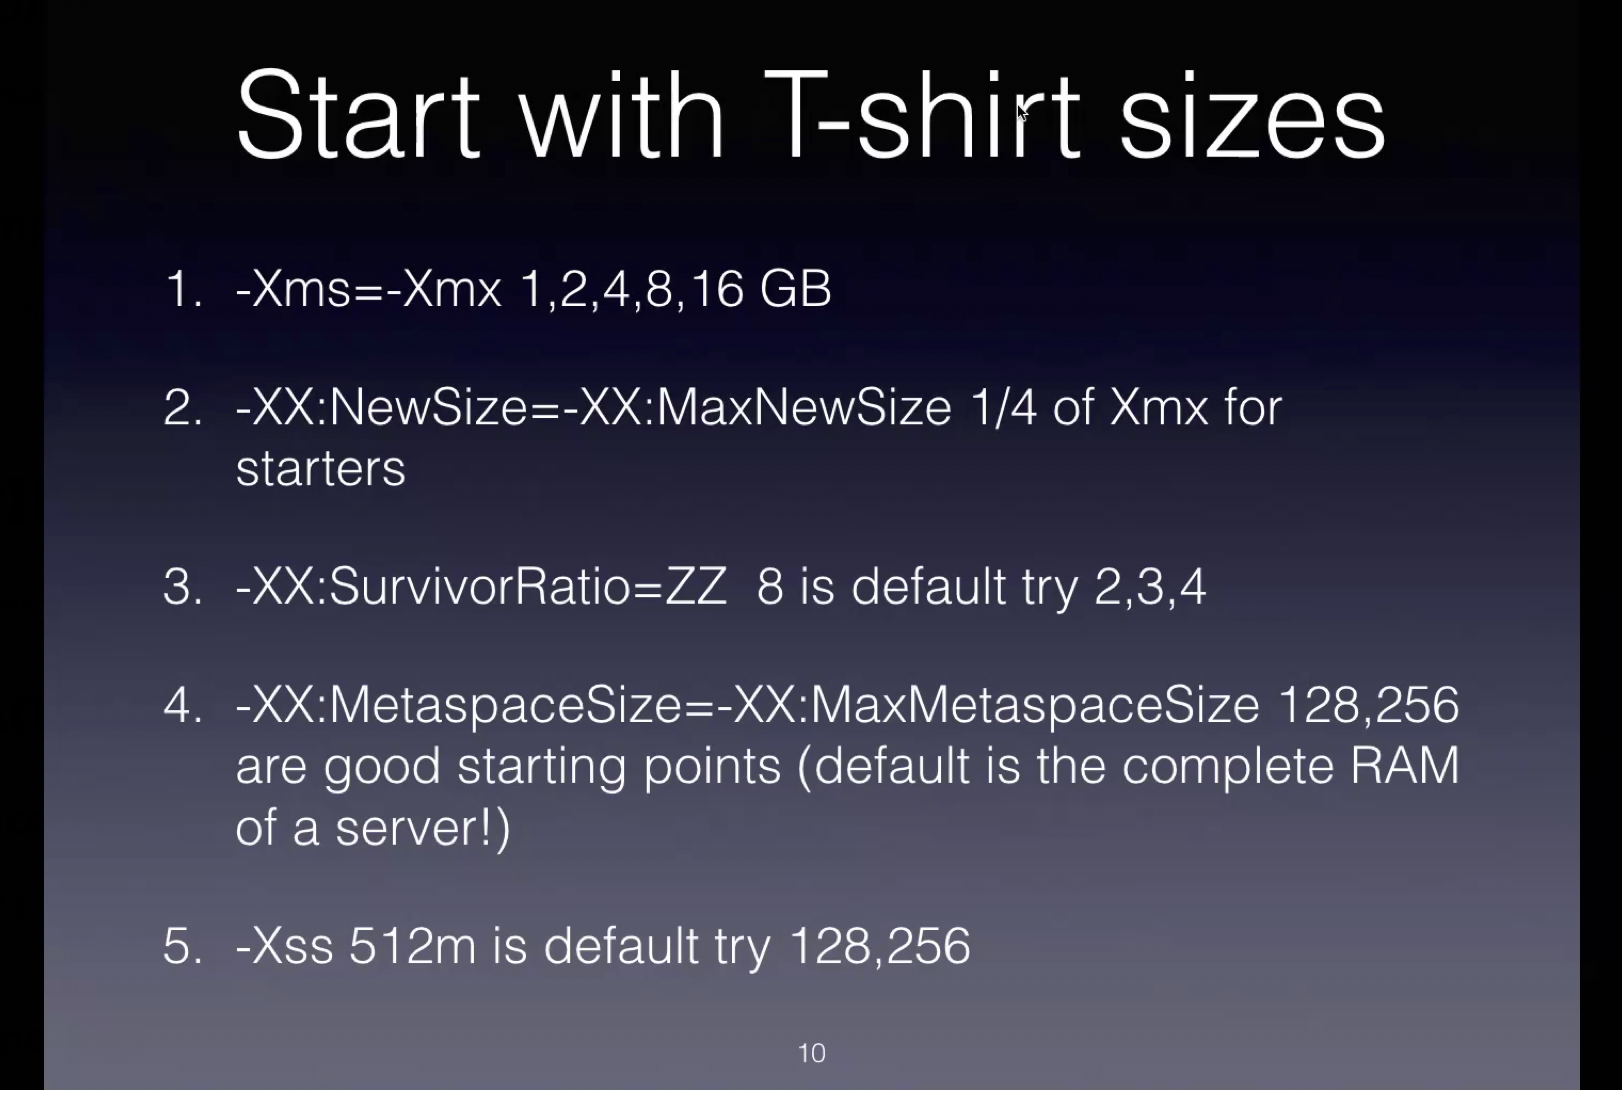 Start with T-shirt sizes
1. -Xms=-Xmx 1,2,4,8,16 GB
2. -XX:NewSize=-XX:MaxNewSize 1/4 of Xmx for
starters
3. -XX:SurvivorRatio=ZZ  8 is default try 2,3,4
4. -XX:MetaspaceSize=-XX:MaxMetaspaceSize 128,256
are good starting points (default is the complete RAM
of a server!)
5. -Xss 512m is default try 128,256
10